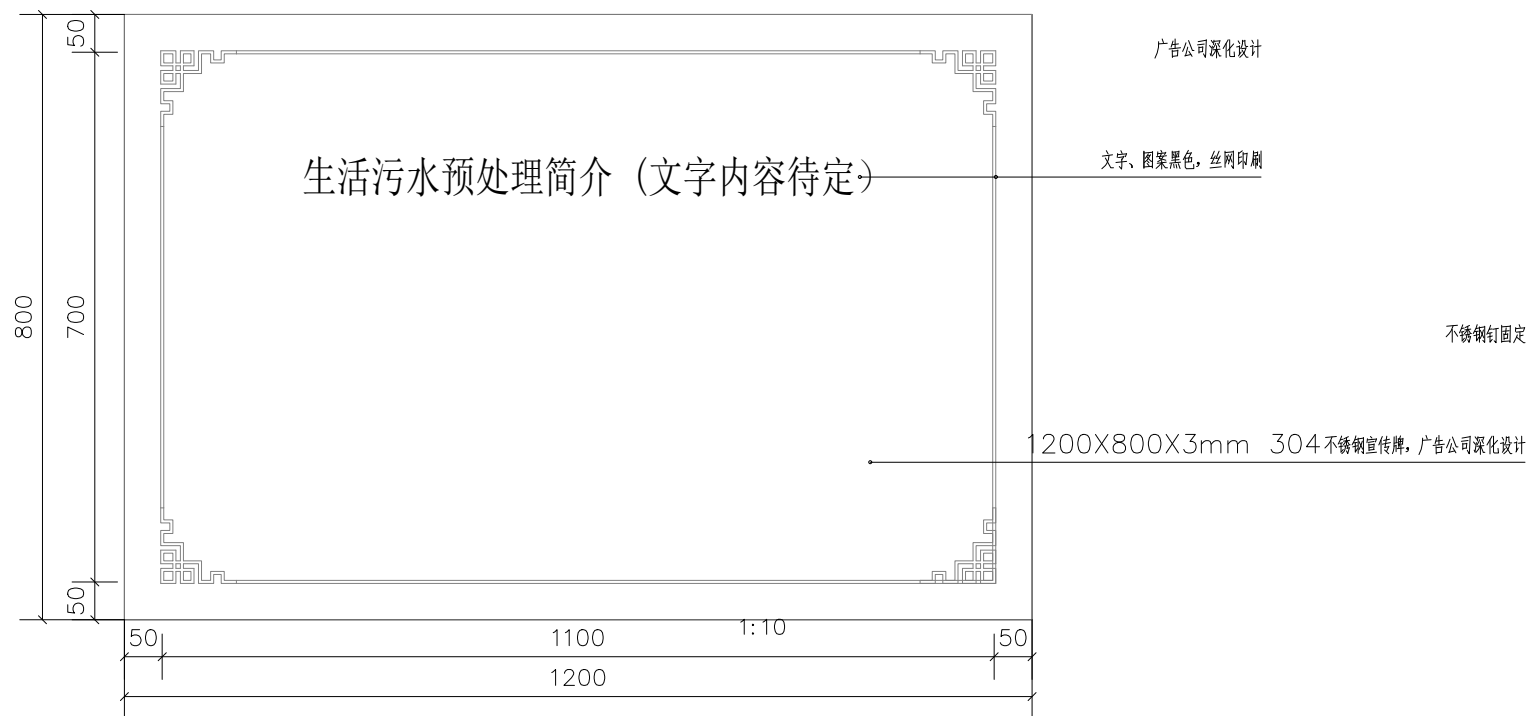 50
广告公司深化设计
文字、图案黑色，丝网印刷
生活污水预处理简介（文字内容待定）
800
700
不锈钢钉固定
1200X800X3mm 304不锈钢宣传牌，广告公司深化设计
50
1:10
50
1100
50
1200